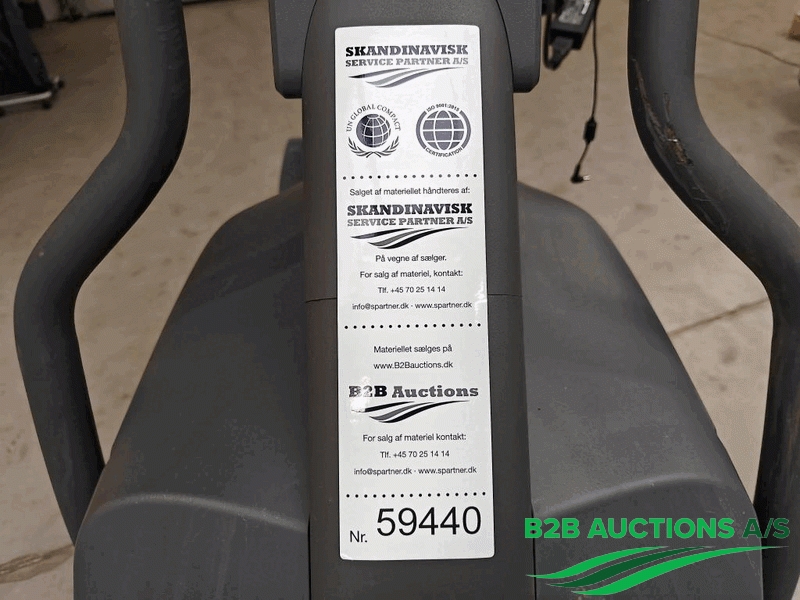 SKANDINAVISK
SERVICE PARTNER A/S
UN GLOBAL COMPACT
ISO 9001:2015
CERTIFICATION
Salget af materiellet håndteres af:
SKANDINAVISK
SERVICE PARTNER A/S
På vegne af sælger.
For salg af materiel, kontakt:
Tlf. +45 70 25 14 14
info@spartner.dk · www.spartner.dk
Materiellet sælges på
www.B2Bauctions.dk
B2B Auctions
For salg af materiel kontakt:
Tlf. +45 70 25 14 14
info@spartner.dk · www.spartner.dk
Nr. 59440
B2B AUCTIONS A/S